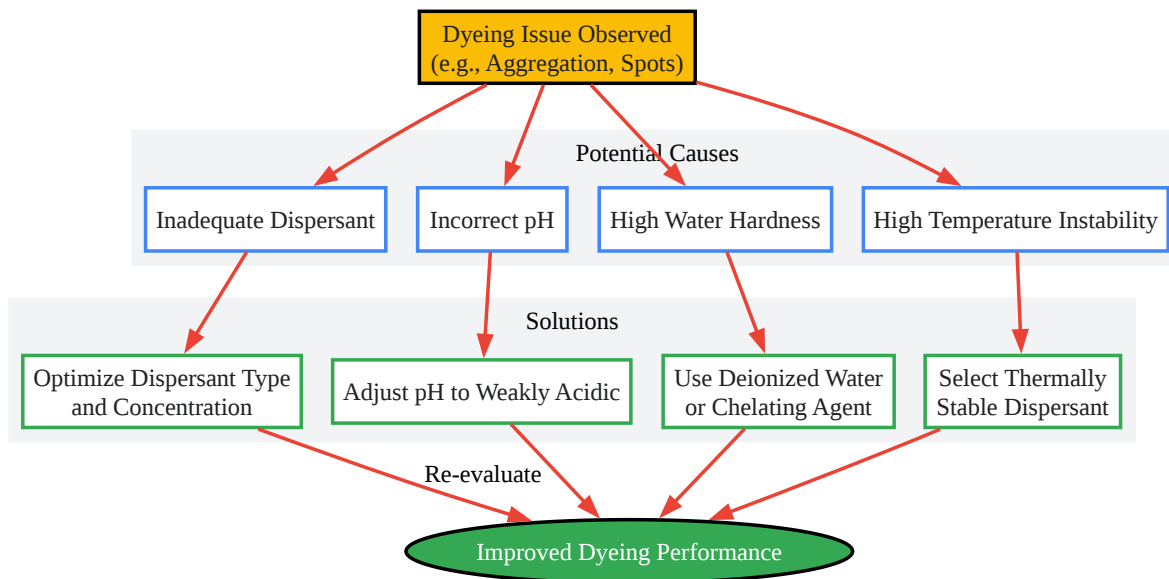 Dyeing Issue Observed
(e.g., Aggregation, Spots)
Potential Causes
Inadequate Dispersant
Incorrect pH
High Water Hardness
High Temperature Instability
Solutions
Optimize Dispersant Type
and Concentration
Adjust pH to Weakly Acidic
Use Deionized Water
or Chelating Agent
Select Thermally
Stable Dispersant
Re-evaluate
Improved Dyeing Performance